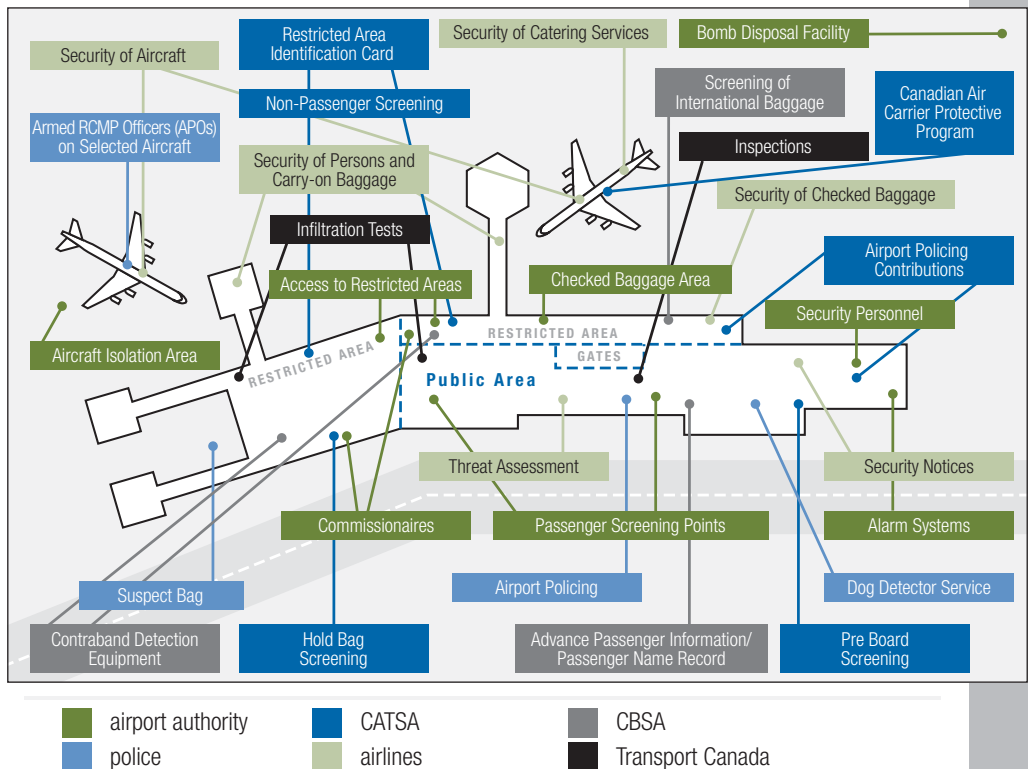 Security of Aircraft
Restricted Area
Identification Card
Security of Catering Services
Bomb Disposal Facility
Non-Passenger Screening
Screening of
International Baggage
Canadian Air
Carrier Protective
Program
Armed RCMP Officers (APOs)
on Selected Aircraft
Security of Persons and
Carry-on Baggage
Inspections
Security of Checked Baggage
Infiltration Tests
Airport Policing
Contributions
Access to Restricted Areas
Checked Baggage Area
Security Personnel
RESTRICTED AREA
RESTRICTED AREA
GATES
Aircraft Isolation Area
Public Area
Threat Assessment
Security Notices
Commissionaires
Passenger Screening Points
Alarm Systems
Suspect Bag
Airport Policing
Dog Detector Service
Contraband Detection
Equipment
Hold Bag
Screening
Advance Passenger Information/
Passenger Name Record
Pre Board
Screening
airport authority
CATSA
CBSA
police
airlines
Transport Canada